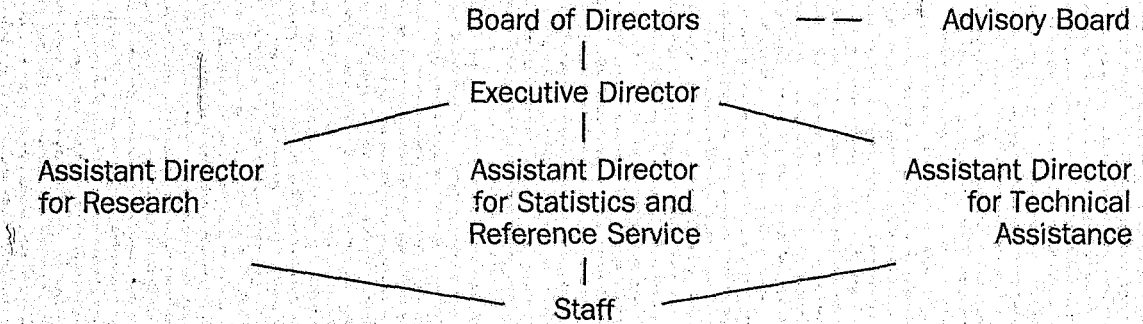 Board of Directors — — Advisory Board
Executive Director
Assistant Director
for Research
Assistant Director
for Statistics and
Reference Service
Assistant Director
for Technical
Assistance
Staff